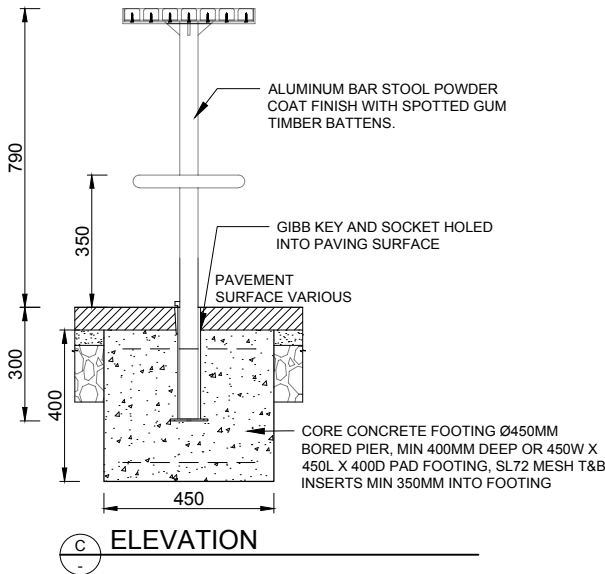 790
350
300
400
450
ALUMINUM BAR STOOL POWDER
COAT FINISH WITH SPOTTED GUM
TIMBER BATTENS.
GIBB KEY AND SOCKET HOLED
INTO PAVING SURFACE
PAVEMENT
SURFACE VARIOUS
CORE CONCRETE FOOTING Ø450MM
BORED PIER, MIN 400MM DEEP OR 450W X
450L X 400D PAD FOOTING, SL72 MESH T&B
INSERTS MIN 350MM INTO FOOTING
C
-
ELEVATION